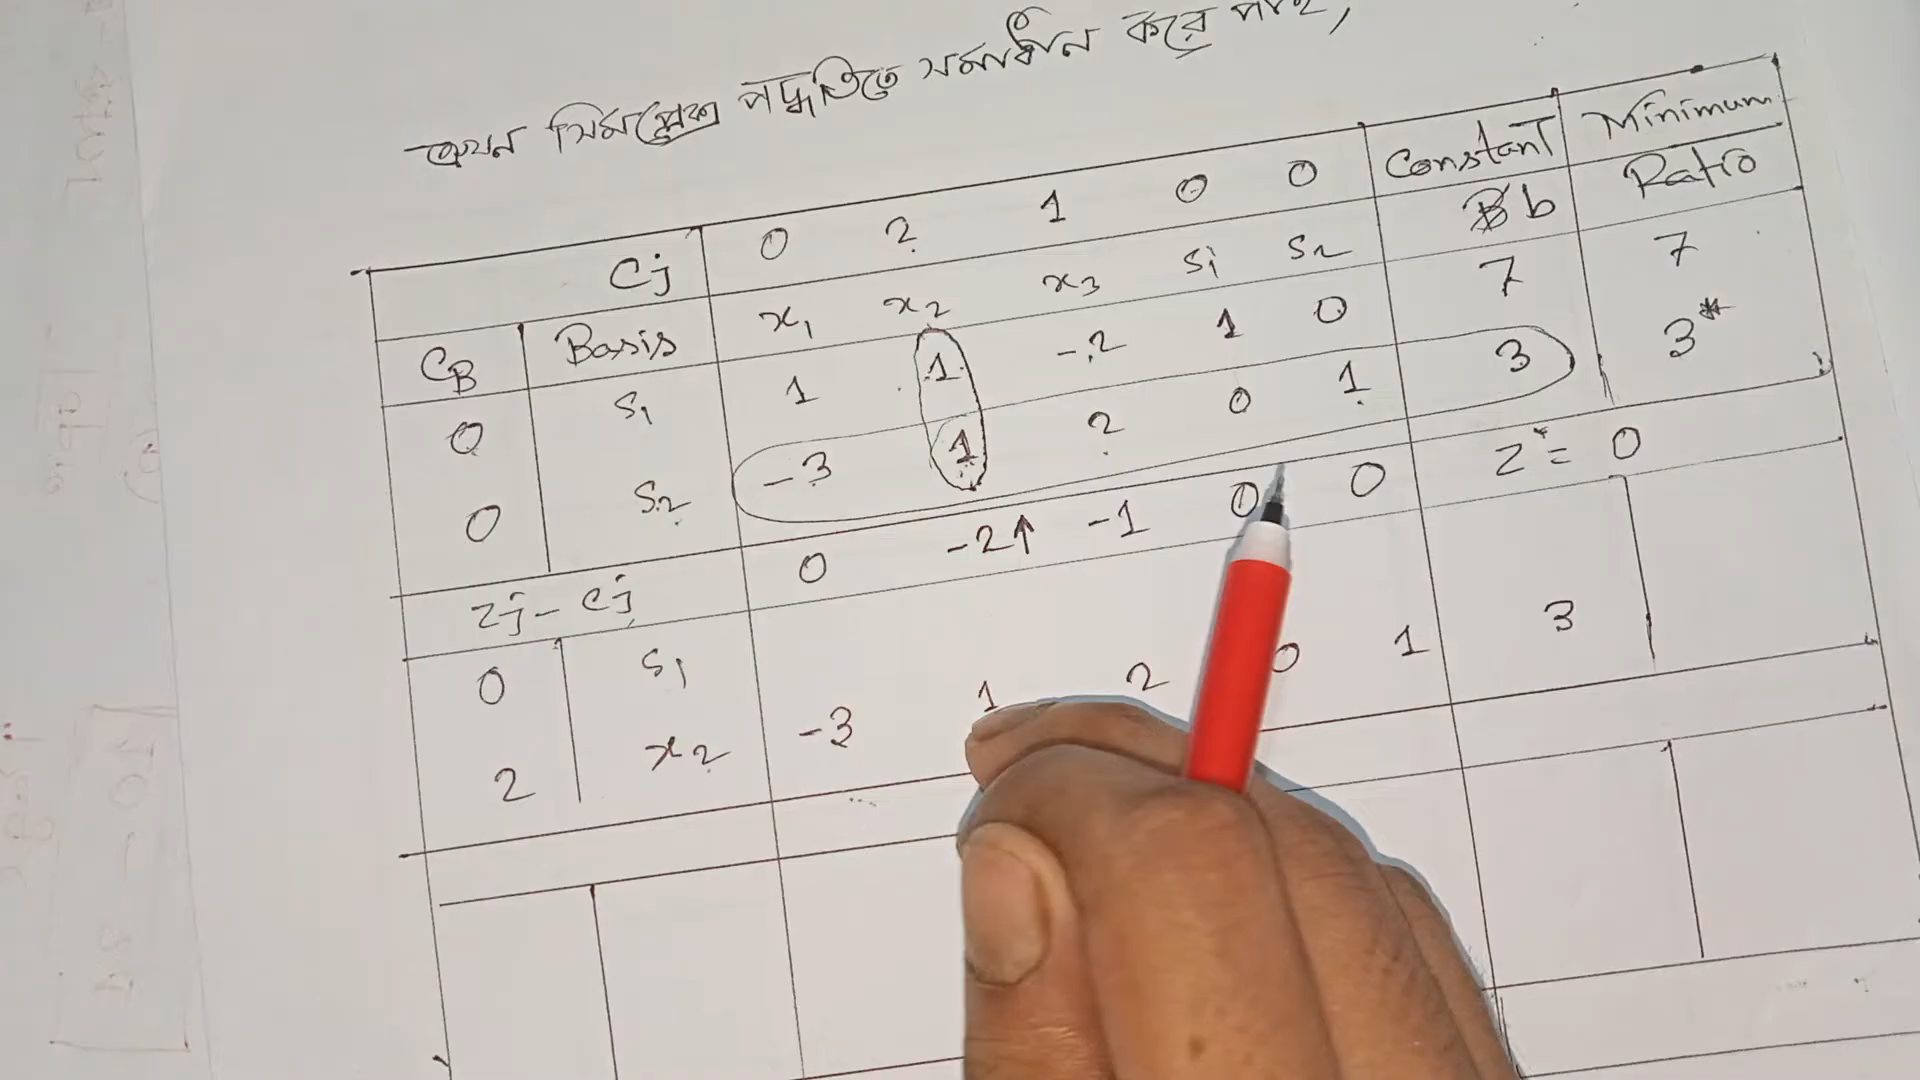 এখন সিমপ্লেক্স পদ্ধতিতে সমাধান করে পাই,
Cj 0 2 1 0 0 Constant Minimum
CB Basis x1 x2 x3 s1 s2 b Ratio
0 s1 1 1 -2 1 0 7 7
0 s2 -3 1 2 0 1 3 3*
zj - cj 0 -2↑ -1 0 0 z* = 0
0 s1
2 x2 -3 1 2 0 1 3